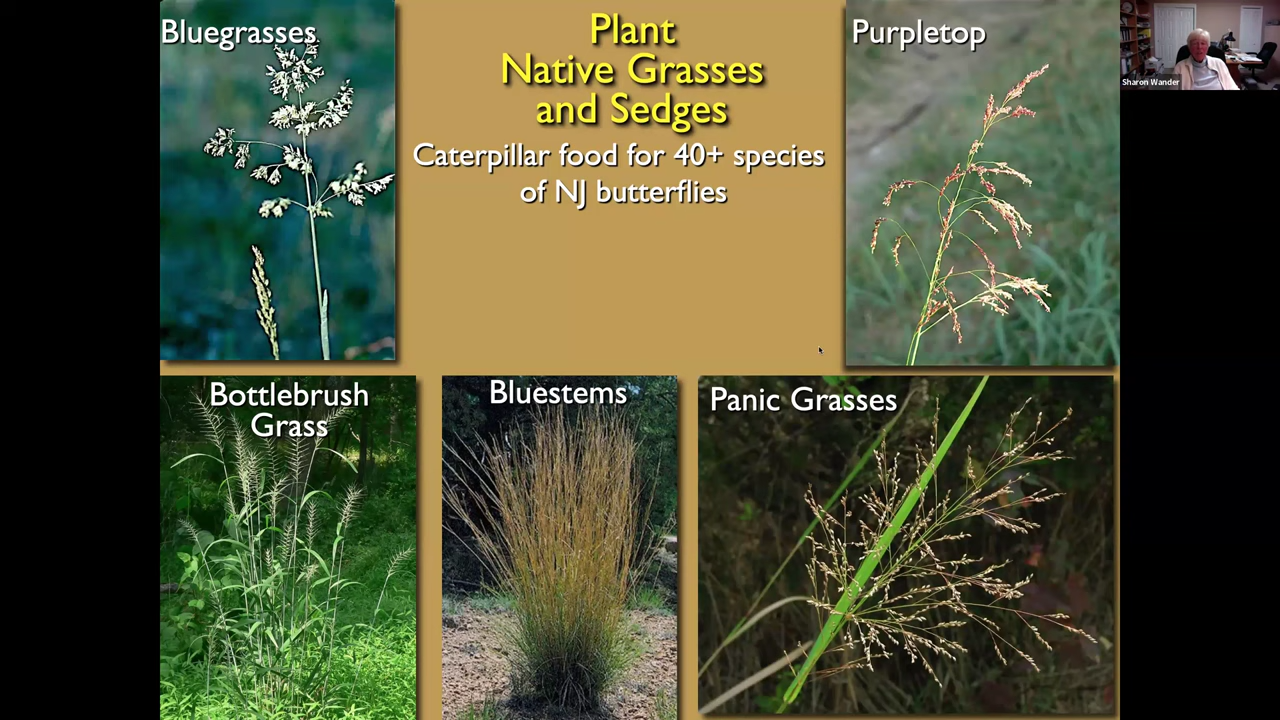 Bluegrasses
Plant
Native Grasses
and Sedges
Caterpillar food for 40+ species
of NJ butterflies
Purpletop
Sharon Wander
Bottlebrush
Grass
Bluestems
Panic Grasses